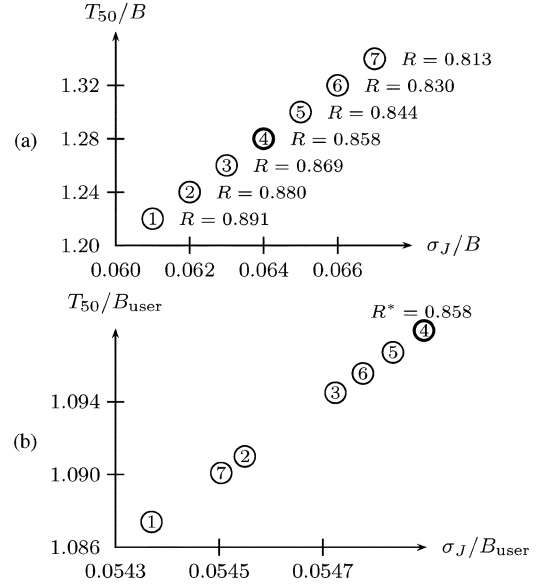 T₅₀/B
(a)
1.32
1.28
1.24
1.20
⑦ R = 0.813
⑥ R = 0.830
⑤ R = 0.844
④ R = 0.858
③ R = 0.869
② R = 0.880
① R = 0.891
0.060 0.062 0.064 0.066
σ_J/B
T₅₀/B_user
R* = 0.858
(b)
1.094
1.090
1.086
④
⑤
⑥
③
②
⑦
①
0.0543 0.0545 0.0547
σ_J/B_user